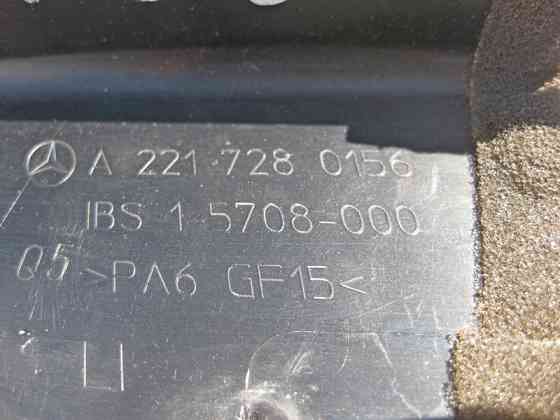 A 221 728 0156
IBS 1 5708-000
Q5 >PA6 GF15<
LI